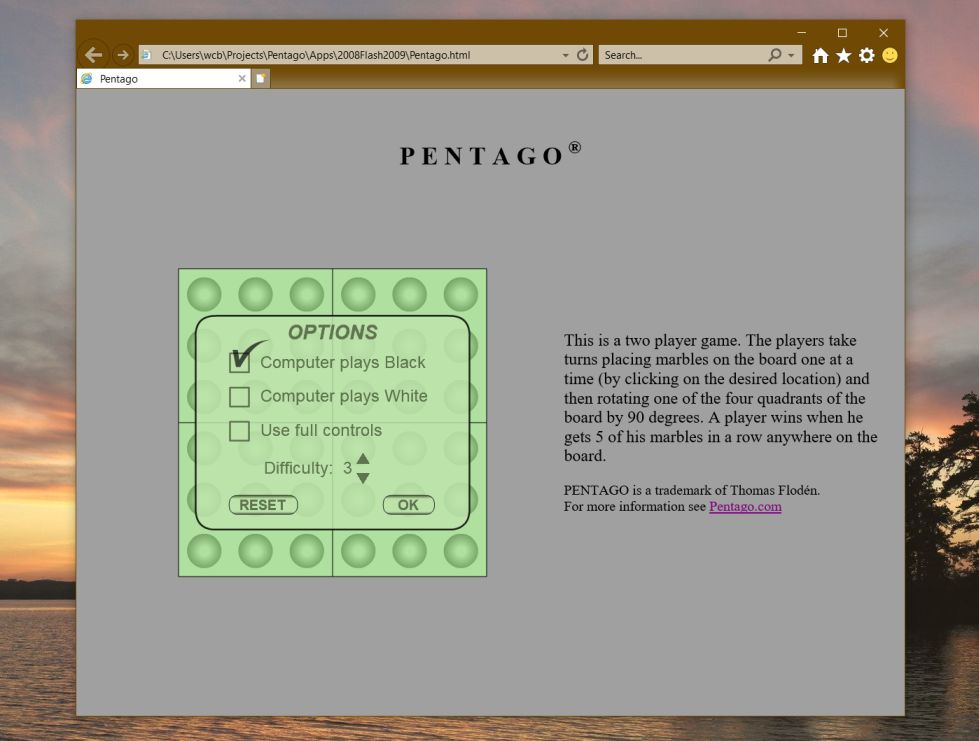 C:\Users\wcb\Projects\Pentago\Apps\2008Flash2009\Pentago.html
Search...
Pentago
PENTAGO®
OPTIONS
Computer plays Black
Computer plays White
Use full controls
Difficulty: 3
RESET
OK
This is a two player game. The players take
turns placing marbles on the board one at a
time (by clicking on the desired location) and
then rotating one of the four quadrants of the
board by 90 degrees. A player wins when he
gets 5 of his marbles in a row anywhere on the
board.
PENTAGO is a trademark of Thomas Flodén.
For more information see Pentago.com